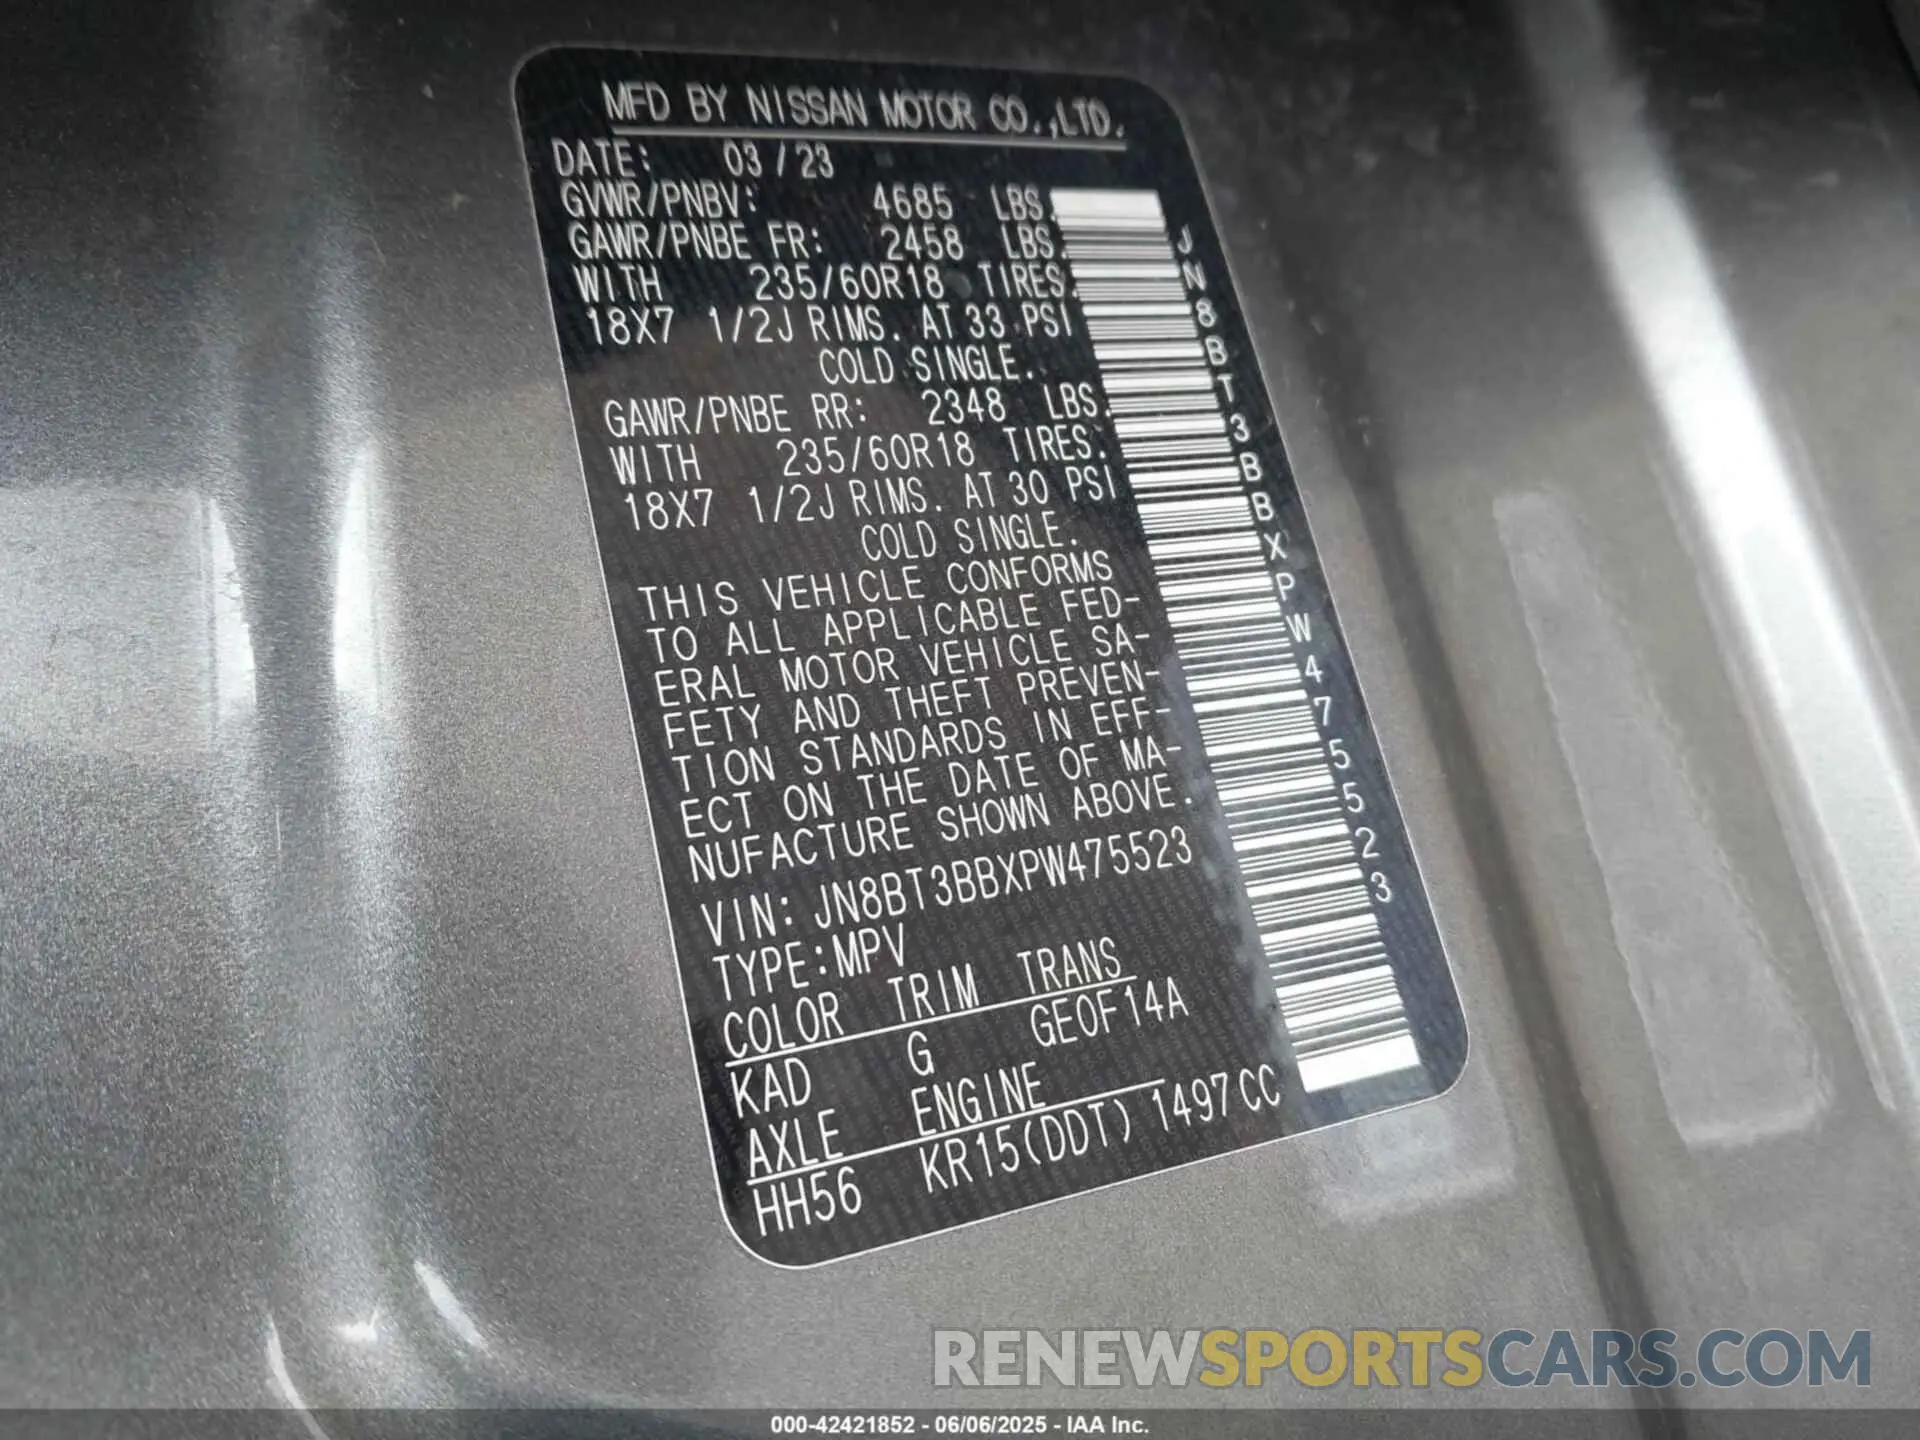 MFD BY NISSAN MOTOR CO.,LTD.
DATE: 03 / 23
GVWR/PNBV: 4685 LBS.
GAWR/PNBE FR: 2458 LBS.
WITH 235/60R18 TIRES.
18X7 1/2J RIMS. AT 33 PSI
COLD SINGLE.
GAWR/PNBE RR: 2348 LBS.
WITH 235/60R18 TIRES.
18X7 1/2J RIMS. AT 30 PSI
COLD SINGLE.
THIS VEHICLE CONFORMS
TO ALL APPLICABLE FED-
ERAL MOTOR VEHICLE SA-
FETY AND THEFT PREVEN-
TION STANDARDS IN EFF-
ECT ON THE DATE OF MA-
NUFACTURE SHOWN ABOVE.
VIN: JN8BT3BBXPW475523
TYPE:MPV
COLOR TRIM TRANS
KAD G GEOF14A
AXLE ENGINE
HH56 KR15(DDT) 1497CC
JN8BT3BBXPW475523
RENEWSPORTSCARS.COM
000-42421852 - 06/06/2025 - IAA Inc.